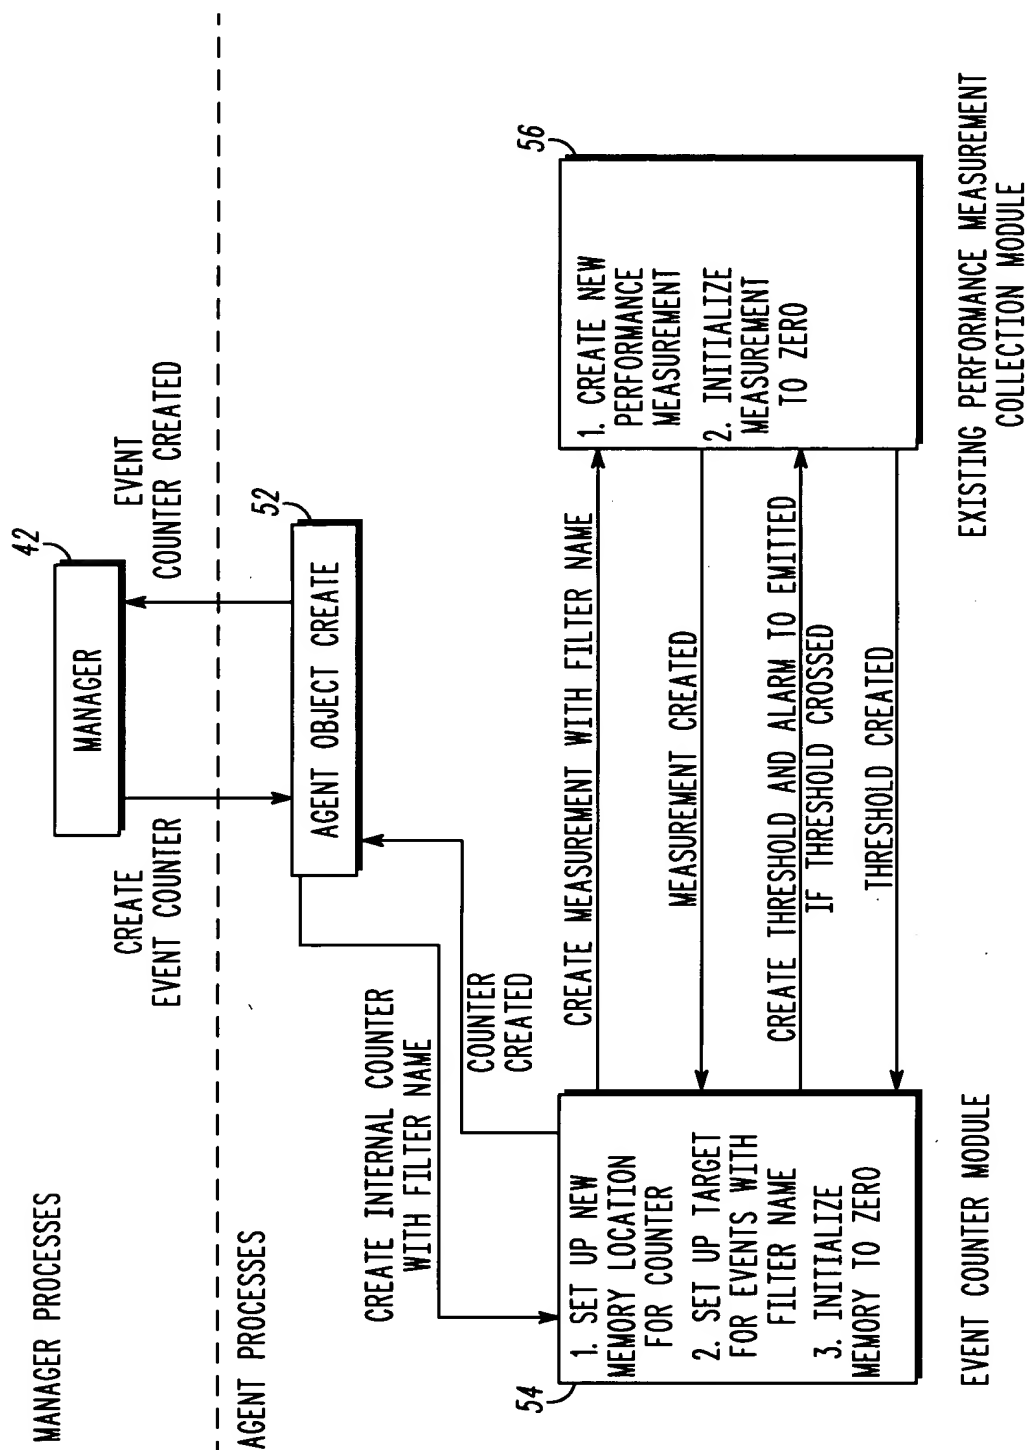 MANAGER PROCESSES
42
MANAGER
CREATE
EVENT COUNTER
EVENT
COUNTER CREATED
AGENT PROCESSES
52
AGENT OBJECT CREATE
CREATE INTERNAL COUNTER
WITH FILTER NAME
COUNTER
CREATED
54
1. SET UP NEW
MEMORY LOCATION
FOR COUNTER
2. SET UP TARGET
FOR EVENTS WITH
FILTER NAME
3. INITIALIZE
MEMORY TO ZERO
EVENT COUNTER MODULE
CREATE MEASUREMENT WITH FILTER NAME
MEASUREMENT CREATED
CREATE THRESHOLD AND ALARM TO EMITTED
IF THRESHOLD CROSSED
THRESHOLD CREATED
56
1. CREATE NEW
PERFORMANCE
MEASUREMENT
2. INITIALIZE
MEASUREMENT
TO ZERO
EXISTING PERFORMANCE MEASUREMENT
COLLECTION MODULE